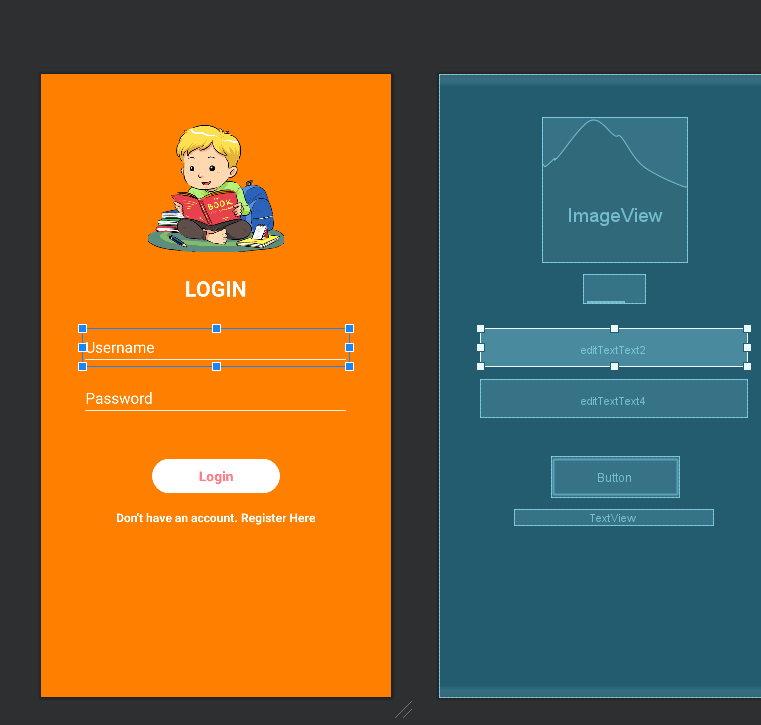 BOOK
LOGIN
Username
Password
Login
Don't have an account. Register Here
ImageView
editTextText2
editTextText4
Button
TextView